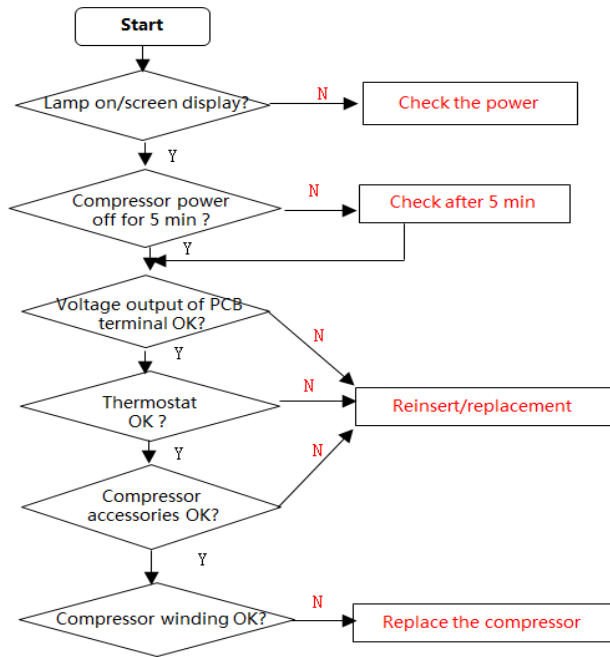 Start
Lamp on/screen display?
N
Check the power
Y
Compressor power
off for 5 min ?
N
Check after 5 min
Y
Voltage output of PCB
terminal OK?
N
Y
Thermostat
OK ?
N
Reinsert/replacement
Y
N
Compressor
accessories OK?
Y
Compressor winding OK?
N
Replace the compressor